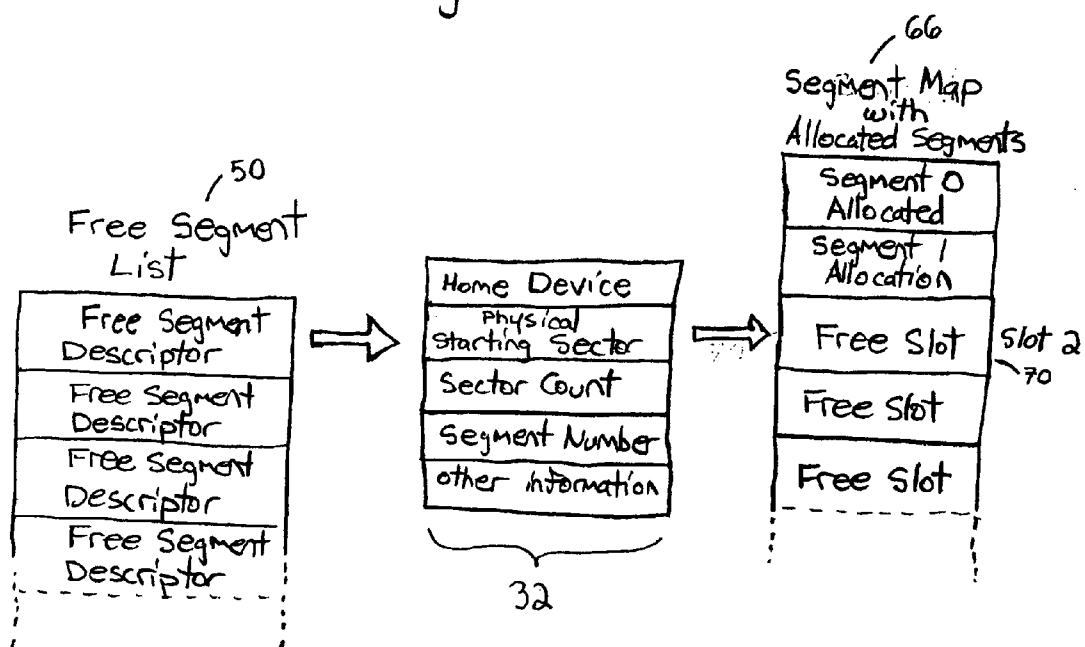 50
Free Segment
List
Free Segment
Descriptor
Free Segment
Descriptor
Free Segment
Descriptor
Free Segment
Descriptor
Home Device
Physical
Starting Sector
Sector Count
Segment Number
other information
32
66
Segment Map
with
Allocated Segments
Segment 0
Allocated
Segment 1
Allocation
Free Slot
Slot 2
70
Free Slot
Free Slot